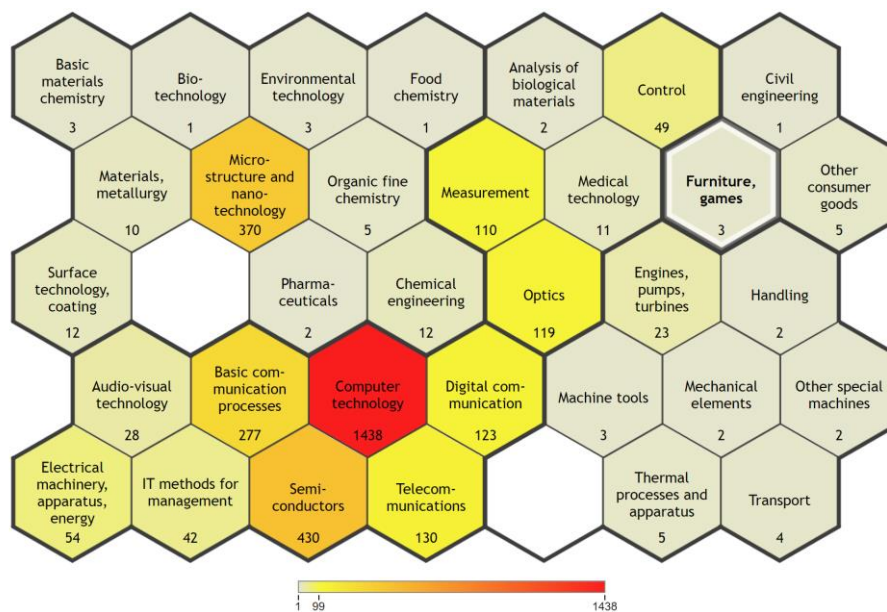 Basic
materials
chemistry
3
Bio-
technology
1
Environmental
technology
3
Food
chemistry
1
Analysis of
biological
materials
2
Control
49
Civil
engineering
1
Materials,
metallurgy
10
Micro-
structure and
nano-
technology
370
Organic fine
chemistry
5
Measurement
110
Medical
technology
11
Furniture,
games
3
Other
consumer
goods
5
Surface
technology,
coating
12
Pharma-
ceuticals
2
Chemical
engineering
12
Optics
119
Engines,
pumps,
turbines
23
Handling
2
Audio-visual
technology
28
Basic com-
munication
processes
277
Computer
technology
1438
Digital com-
munication
123
Machine tools
3
Mechanical
elements
2
Other special
machines
2
Electrical
machinery,
apparatus,
energy
54
IT methods for
management
42
Semi-
conductors
430
Telecom-
munications
130
Thermal
processes and
apparatus
5
Transport
4
1 99 1438